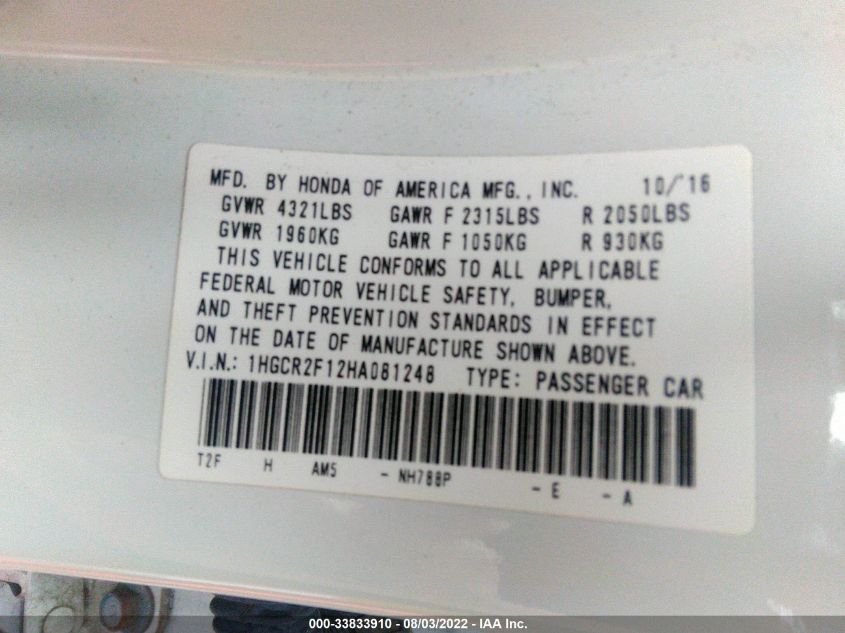 MFD. BY HONDA OF AMERICA MFG., INC. 10/'16
GVWR 4321LBS GAWR F 2315LBS R 2050LBS
GVWR 1960KG GAWR F 1050KG R 930KG
THIS VEHICLE CONFORMS TO ALL APPLICABLE
FEDERAL MOTOR VEHICLE SAFETY, BUMPER,
AND THEFT PREVENTION STANDARDS IN EFFECT
ON THE DATE OF MANUFACTURE SHOWN ABOVE.
V.I.N.: 1HGCR2F12HA081248 TYPE: PASSENGER CAR
T2F H AM5 - NH788P - E - A
000-33833910 - 08/03/2022 - IAA Inc.